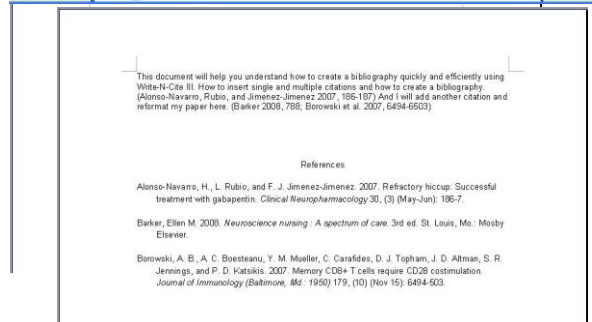 This document will help you understand how to create a bibliography quickly and efficiently using
Write-N-Cite III. How to insert single and multiple citations and how to create a bibliography.
(Alonso-Navarro, Rubio, and Jimenez-Jimenez 2007, 186-187) And I will add another citation and
reformat my paper here. (Barker 2008, 788; Borowski et al. 2007, 6494-6503)
References
Alonso-Navarro, H., L. Rubio, and F. J. Jimenez-Jimenez. 2007. Refractory hiccup: Successful
treatment with gabapentin. Clinical Neuropharmacology 30, (3) (May-Jun): 186-7.
Barker, Ellen M. 2008. Neuroscience nursing : A spectrum of care. 3rd ed. St. Louis, Mo.: Mosby
Elsevier.
Borowski, A. B., A. C. Boesteanu, Y. M. Mueller, C. Carafides, D. J. Topham, J. D. Altman, S. R.
Jennings, and P. D. Katsikis. 2007. Memory CD8+ T cells require CD28 costimulation.
Journal of Immunology (Baltimore, Md.: 1950) 179, (10) (Nov 15): 6494-503.